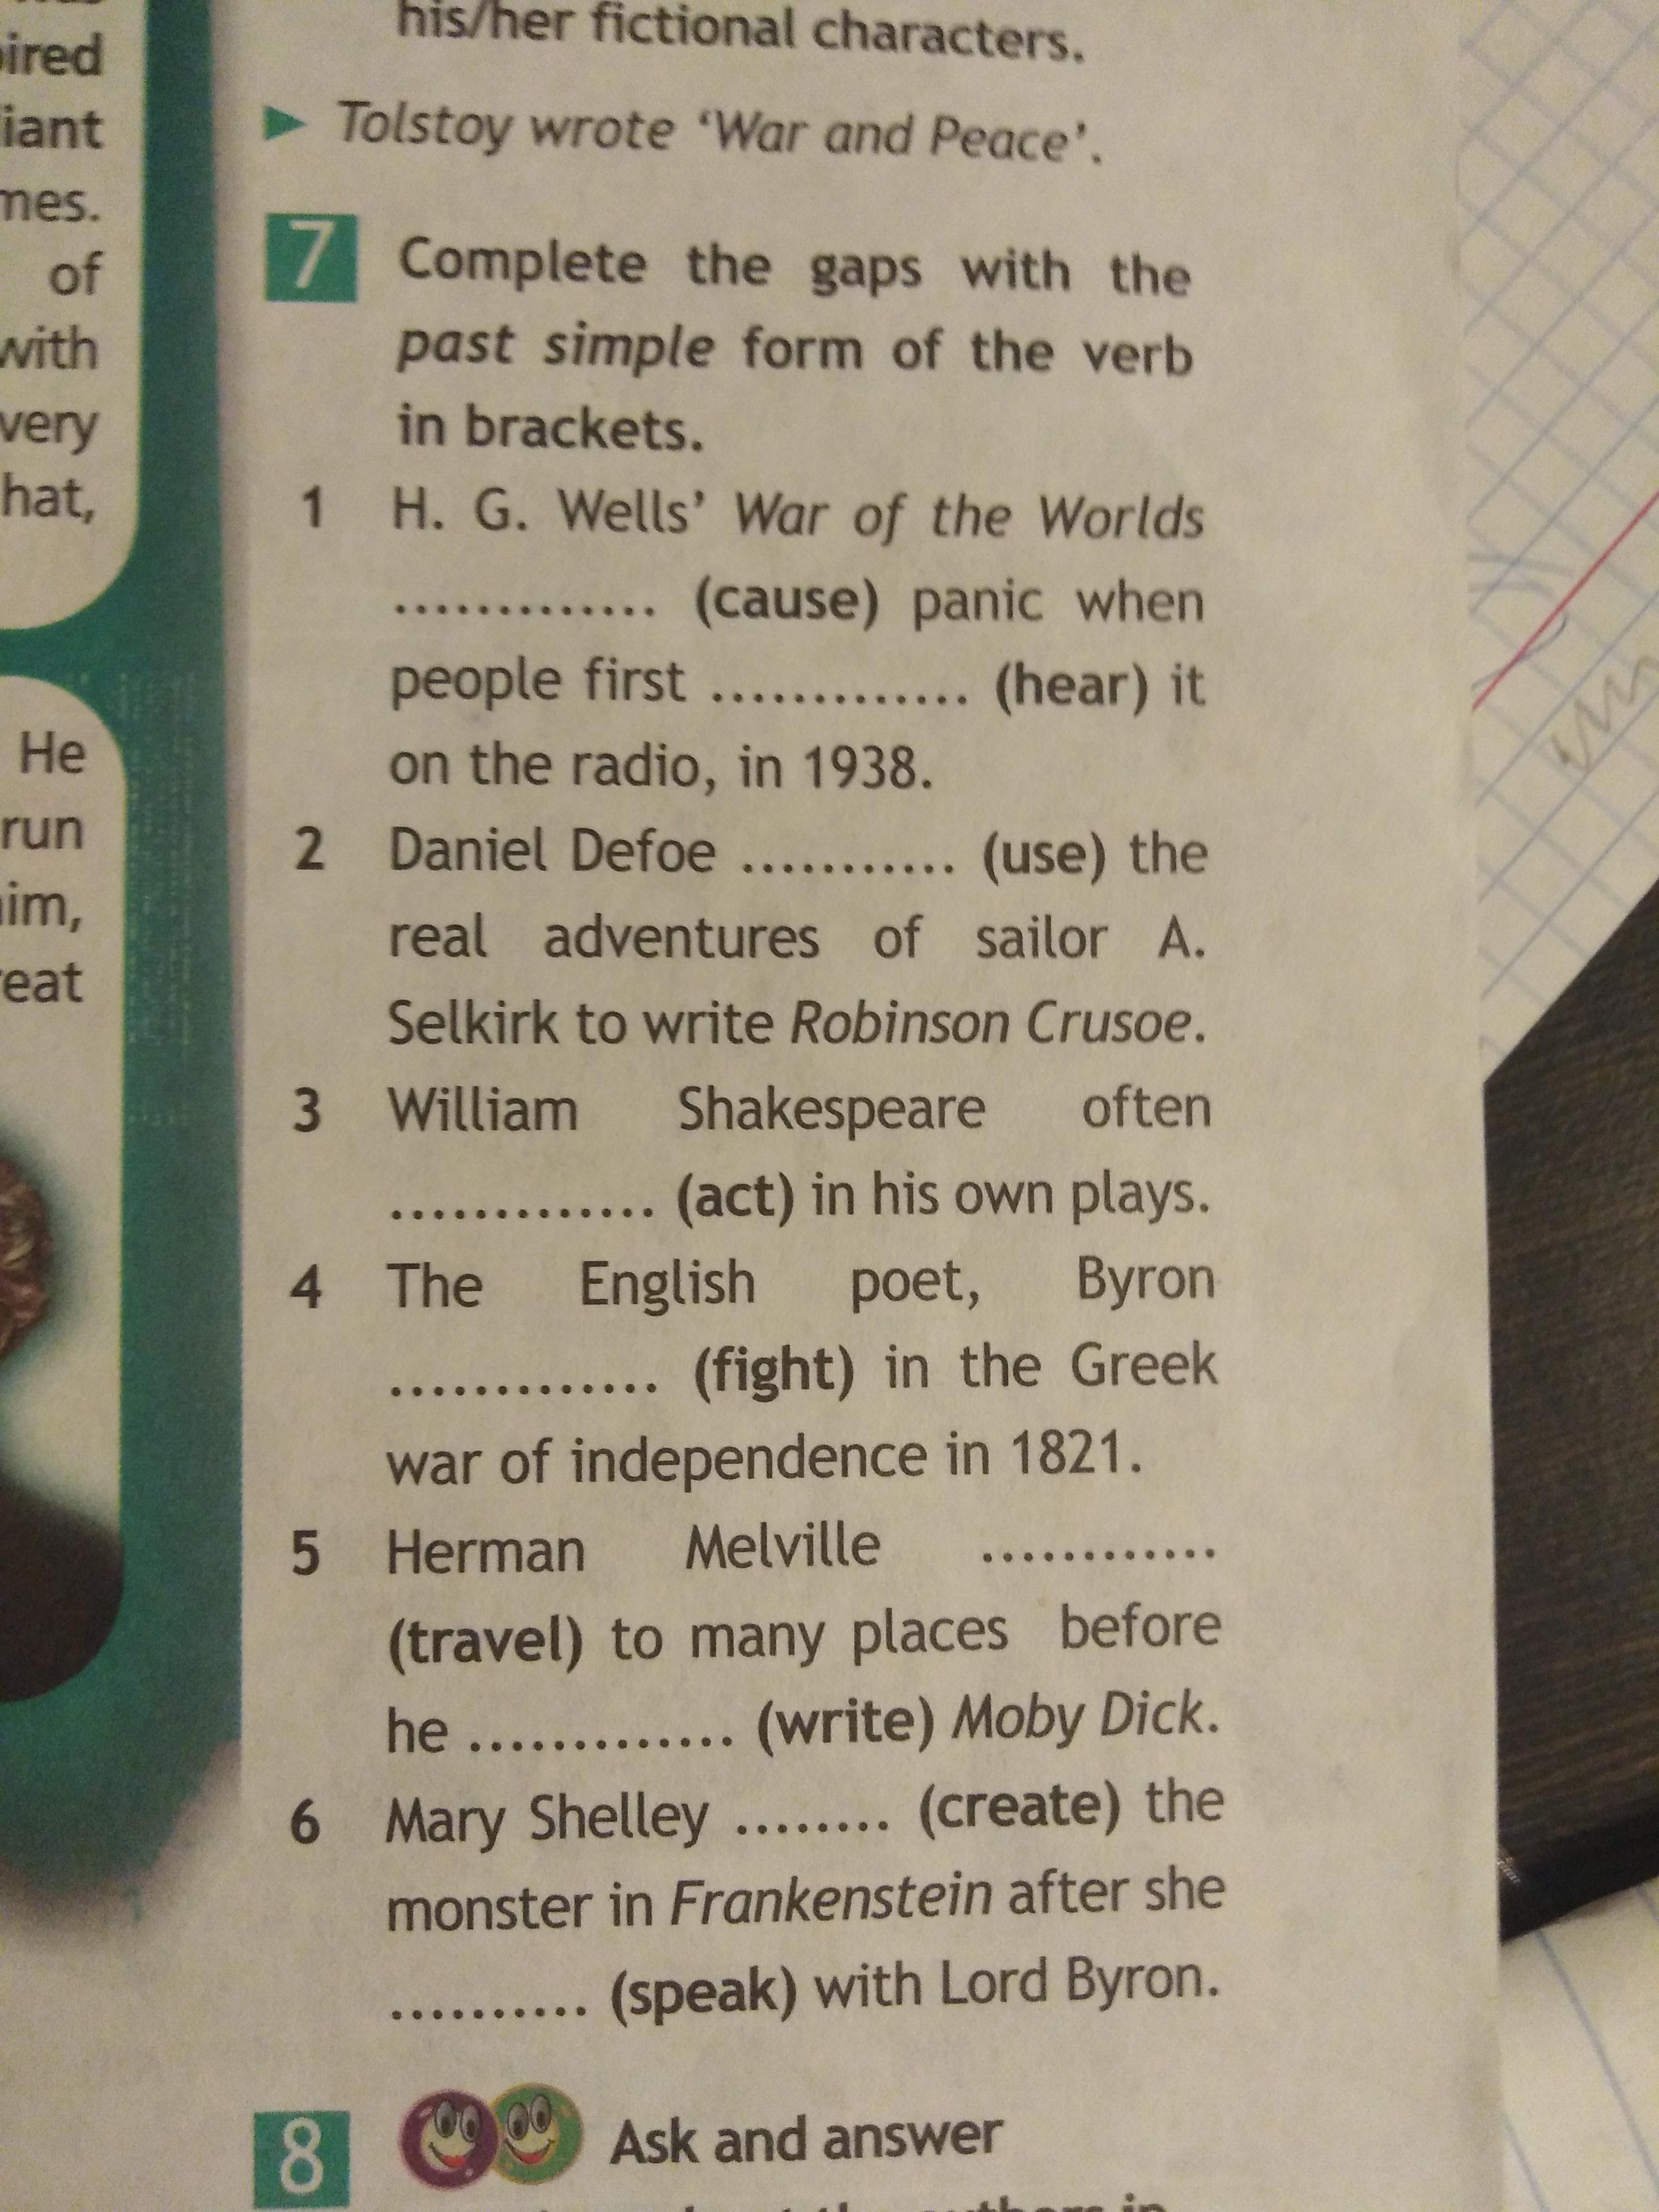 ired
iant
mes.
of
with
very
hat,
He
run
him,
reat
his/her fictional characters.
► Tolstoy wrote ‘War and Peace’.
7 Complete the gaps with the
past simple form of the verb
in brackets.
1 H. G. Wells’ War of the Worlds
............. (cause) panic when
people first ............. (hear) it
on the radio, in 1938.
2 Daniel Defoe ........... (use) the
real adventures of sailor A.
Selkirk to write Robinson Crusoe.
3 William Shakespeare often
............. (act) in his own plays.
4 The English poet, Byron
............. (fight) in the Greek
war of independence in 1821.
5 Herman Melville ............
(travel) to many places before
he ............. (write) Moby Dick.
6 Mary Shelley ........ (create) the
monster in Frankenstein after she
.......... (speak) with Lord Byron.
8 Ask and answer